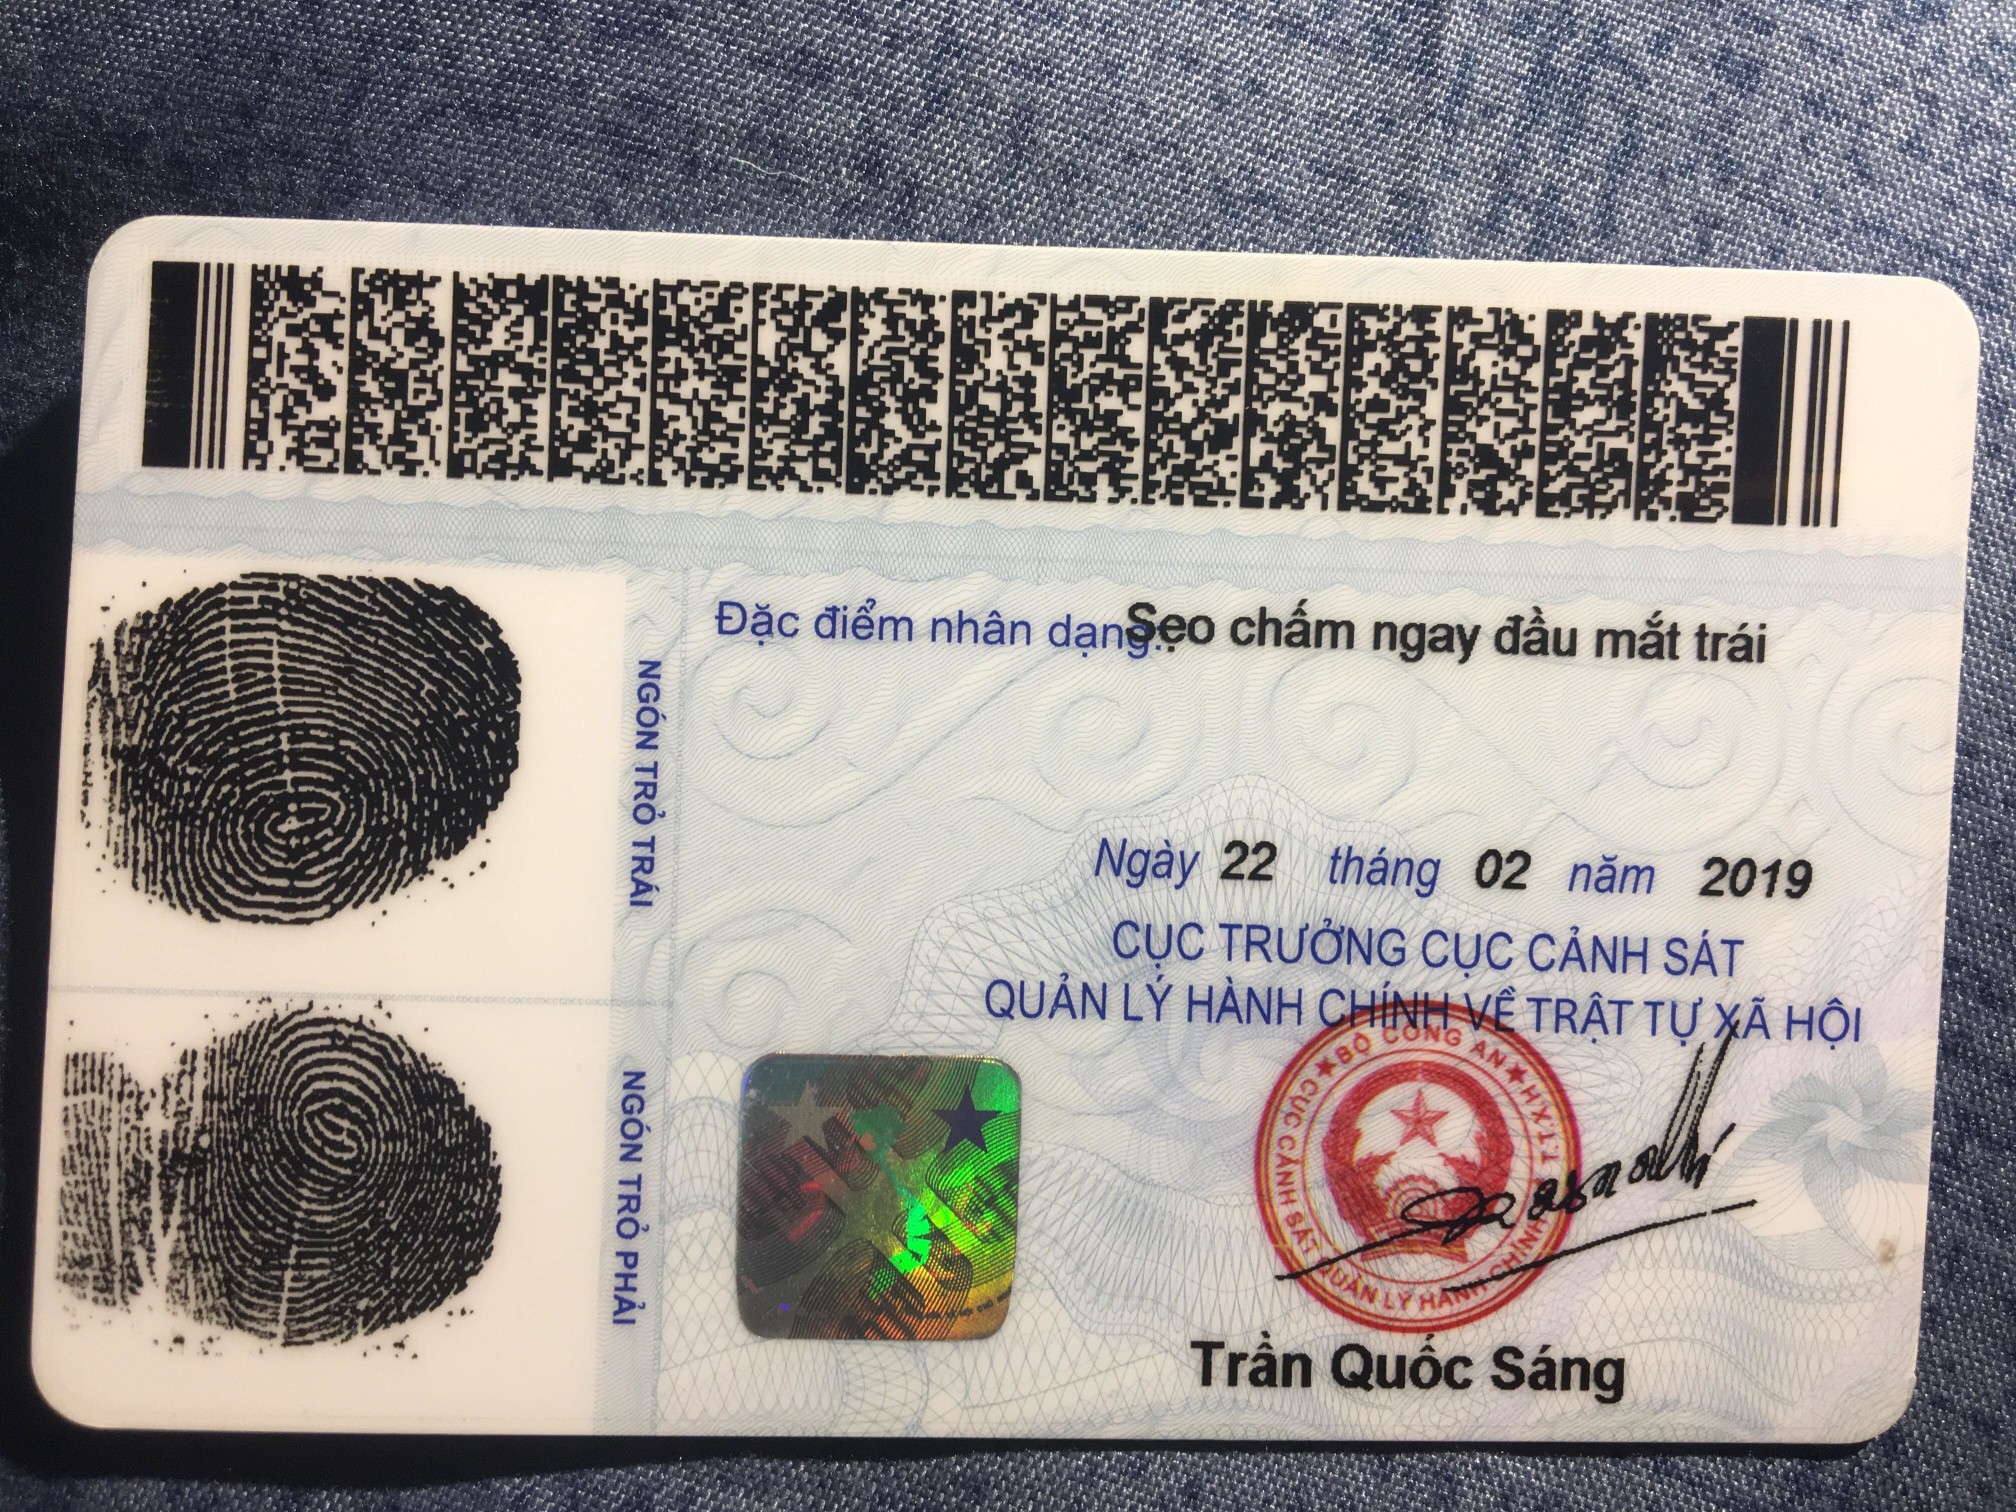 Đặc điểm nhân dạng: Sẹo chấm ngay đầu mắt trái
NGÓN TRỎ TRÁI
Ngày 22 tháng 02 năm 2019
CỤC TRƯỞNG CỤC CẢNH SÁT
QUẢN LÝ HÀNH CHÍNH VỀ TRẬT TỰ XÃ HỘI
NGÓN TRỎ PHẢI
★BỘ CÔNG AN★
CỤC CẢNH SÁT QUẢN LÝ HÀNH CHÍNH VỀ TTXH
Trần Quốc Sáng